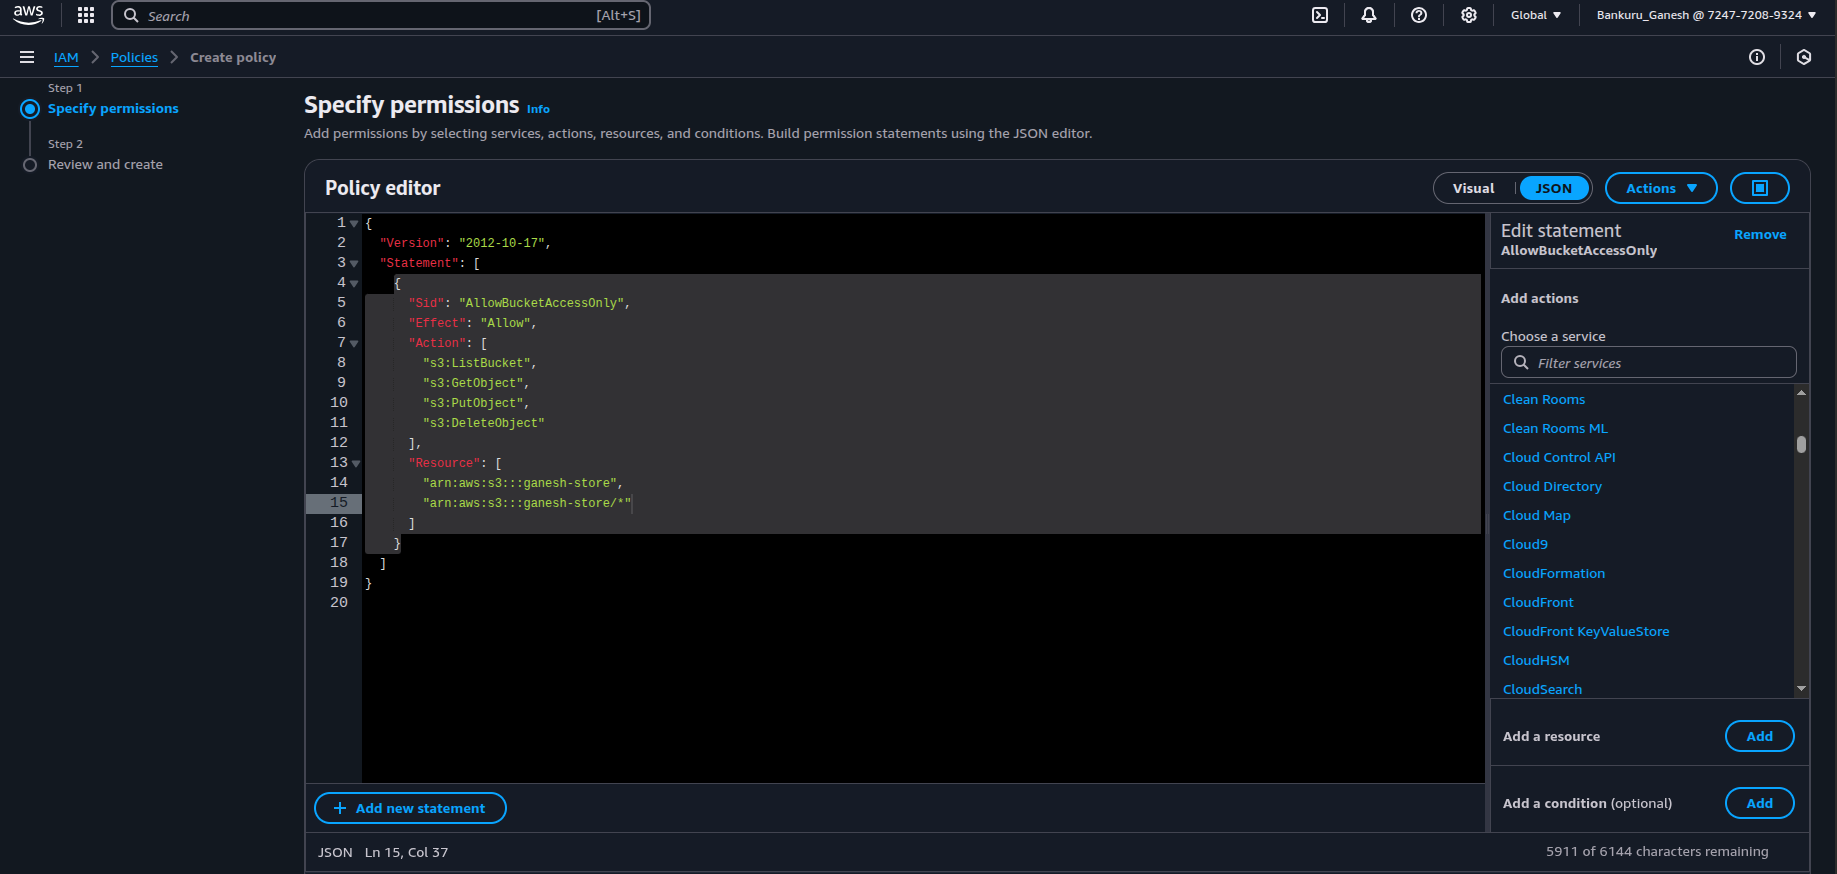 aws
Search [Alt+S]
Global
Bankuru_Ganesh @ 7247-7208-9324
IAM
Policies
Create policy
Step 1
Specify permissions
Step 2
Review and create
Specify permissions Info
Add permissions by selecting services, actions, resources, and conditions. Build permission statements using the JSON editor.
Policy editor
Visual
JSON
Actions
1 {
2 "Version": "2012-10-17",
3 "Statement": [
4 {
5 "Sid": "AllowBucketAccessOnly",
6 "Effect": "Allow",
7 "Action": [
8 "s3:ListBucket",
9 "s3:GetObject",
10 "s3:PutObject",
11 "s3:DeleteObject"
12 ],
13 "Resource": [
14 "arn:aws:s3:::ganesh-store",
15 "arn:aws:s3:::ganesh-store/*"
16 ]
17 }
18 ]
19 }
20
Add new statement
JSON Ln 15, Col 37
Edit statement
AllowBucketAccessOnly
Remove
Add actions
Choose a service
Filter services
Clean Rooms
Clean Rooms ML
Cloud Control API
Cloud Directory
Cloud Map
Cloud9
CloudFormation
CloudFront
CloudFront KeyValueStore
CloudHSM
CloudSearch
Add a resource Add
Add a condition (optional) Add
5911 of 6144 characters remaining